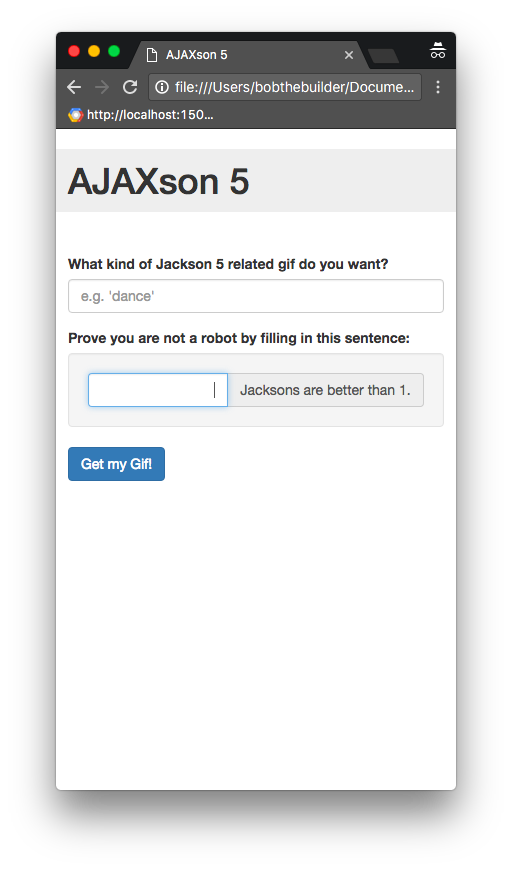 AJAXson 5
file:///Users/bobthebuilder/Docume...
http://localhost:150...
AJAXson 5
What kind of Jackson 5 related gif do you want?
e.g. 'dance'
Prove you are not a robot by filling in this sentence:
Jacksons are better than 1.
Get my Gif!